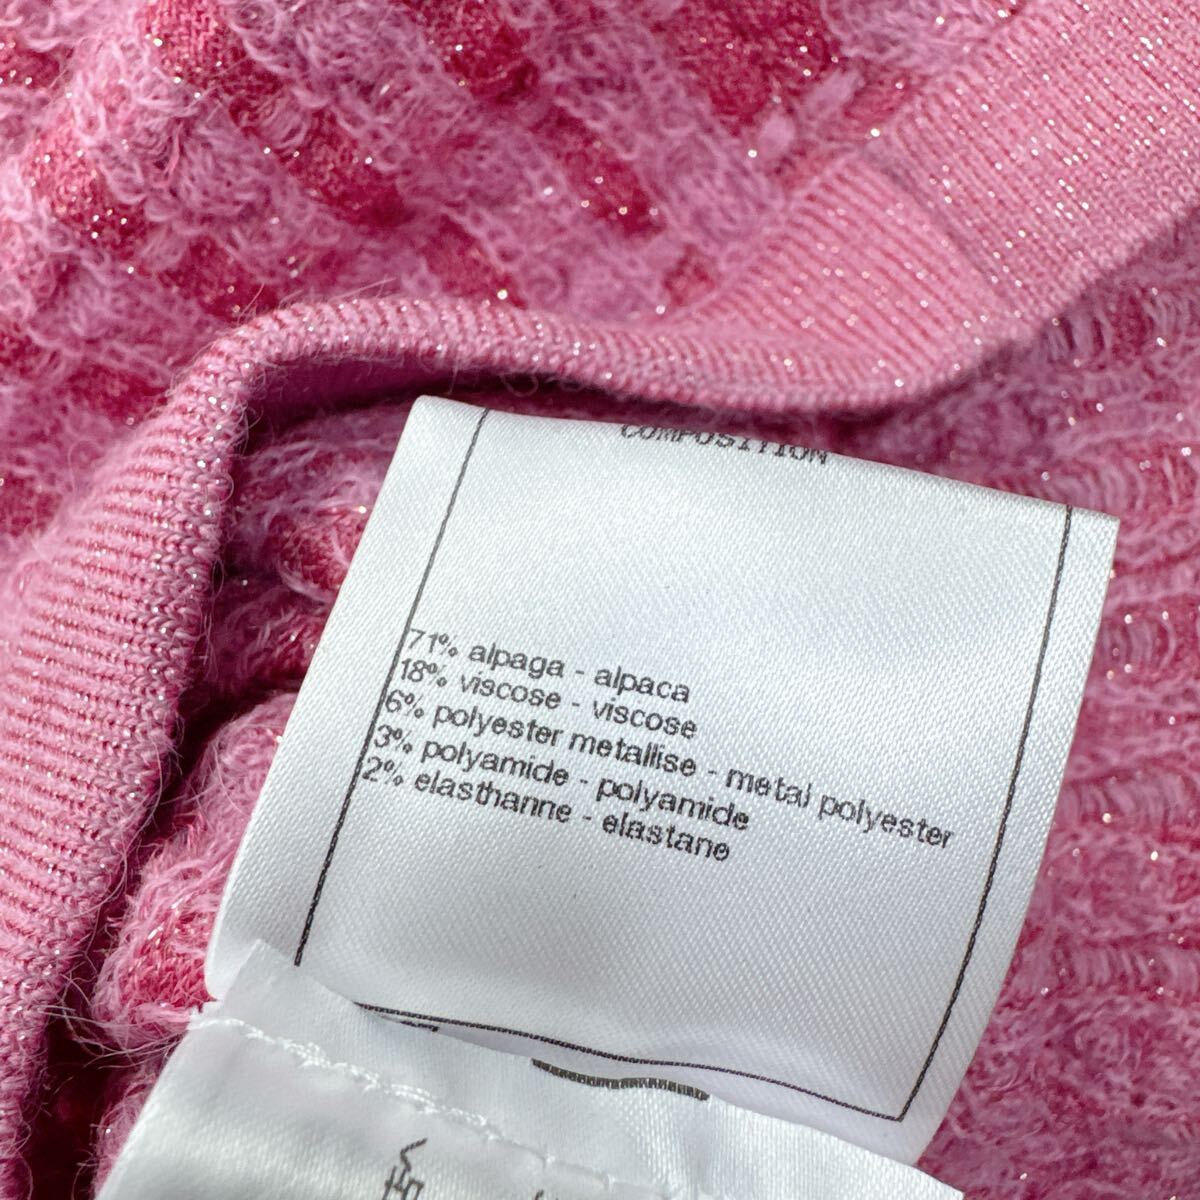 COMPOSITION
71% alpaga - alpaca
18% viscose - viscose
6% polyester metallise - metal polyester
3% polyamide - polyamide
2% elasthanne - elastane